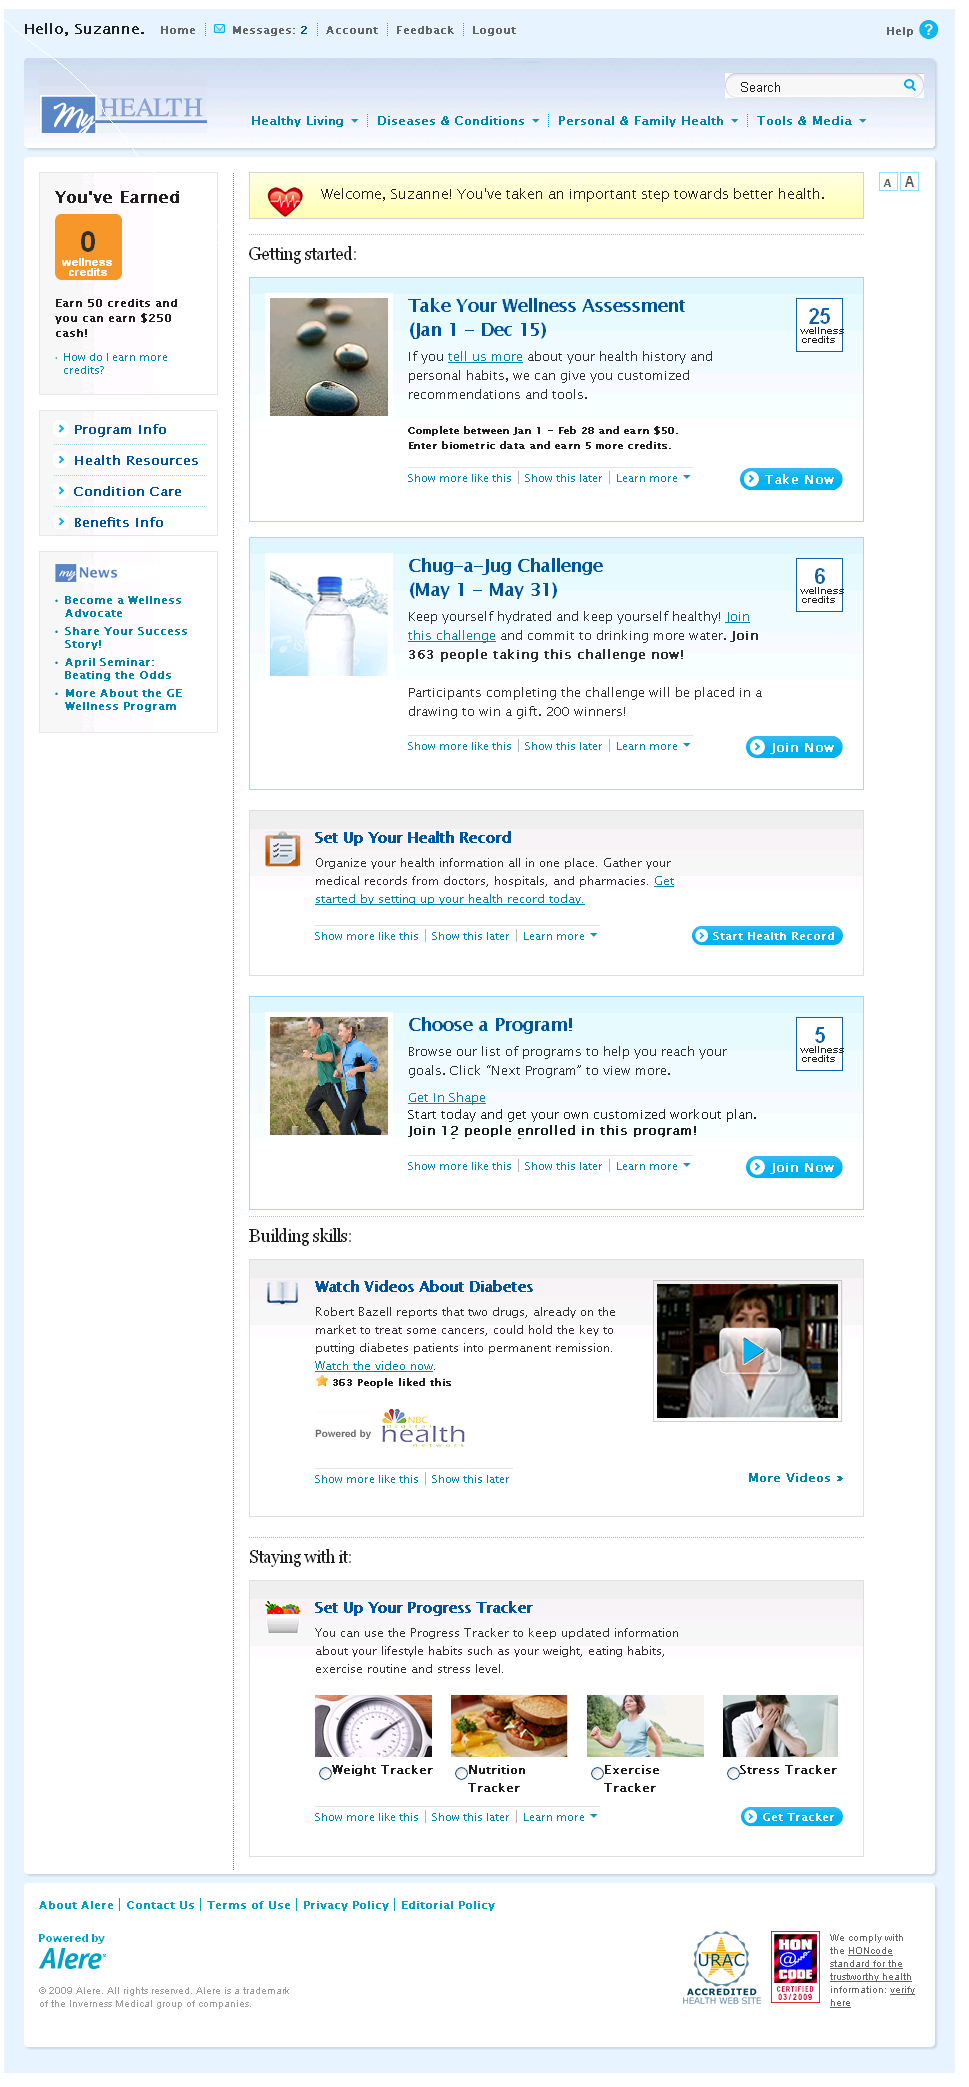 Hello, Suzanne. Home Messages: 2 Account Feedback Logout Help ?
Search
My HEALTH
Healthy Living Diseases & Conditions Personal & Family Health Tools & Media
You've Earned
0
wellness
credits
Earn 50 credits and
you can earn $250
cash!
How do I earn more
credits?
Program Info
Health Resources
Condition Care
Benefits Info
my News
Become a Wellness
Advocate
Share Your Success
Story!
April Seminar:
Beating the Odds
More About the GE
Wellness Program
Welcome, Suzanne! You've taken an important step towards better health.
A A
Getting started:
Take Your Wellness Assessment
(Jan 1 – Dec 15)
25
wellness
credits
If you tell us more about your health history and
personal habits, we can give you customized
recommendations and tools.
Complete between Jan 1 – Feb 28 and earn $50.
Enter biometric data and earn 5 more credits.
Show more like this Show this later Learn more
Take Now
Chug-a-Jug Challenge
(May 1 – May 31)
6
wellness
credits
Keep yourself hydrated and keep yourself healthy! Join
this challenge and commit to drinking more water. Join
363 people taking this challenge now!
Participants completing the challenge will be placed in a
drawing to win a gift. 200 winners!
Show more like this Show this later Learn more
Join Now
Set Up Your Health Record
Organize your health information all in one place. Gather your
medical records from doctors, hospitals, and pharmacies. Get
started by setting up your health record today.
Show more like this Show this later Learn more
Start Health Record
Choose a Program!
5
wellness
credits
Browse our list of programs to help you reach your
goals. Click “Next Program” to view more.
Get In Shape
Start today and get your own customized workout plan.
Join 12 people enrolled in this program!
Show more like this Show this later Learn more
Join Now
Building skills:
Watch Videos About Diabetes
Robert Bazell reports that two drugs, already on the
market to treat some cancers, could hold the key to
putting diabetes patients into permanent remission.
Watch the video now.
363 People liked this
Powered by
NBC
digital
health
network
Show more like this Show this later
More Videos »
Staying with it:
Set Up Your Progress Tracker
You can use the Progress Tracker to keep updated information
about your lifestyle habits such as your weight, eating habits,
exercise routine and stress level.
Weight Tracker
Nutrition
Tracker
Exercise
Tracker
Stress Tracker
Show more like this Show this later Learn more
Get Tracker
About Alere Contact Us Terms of Use Privacy Policy Editorial Policy
Powered by
Alere
© 2009 Alere. All rights reserved. Alere is a trademark
of the Inverness Medical group of companies.
URAC
ACCREDITED
HEALTH WEB SITE
HON
CODE
CERTIFIED
03/2009
We comply with
the HONcode
standard for the
trustworthy health
information: verify
here